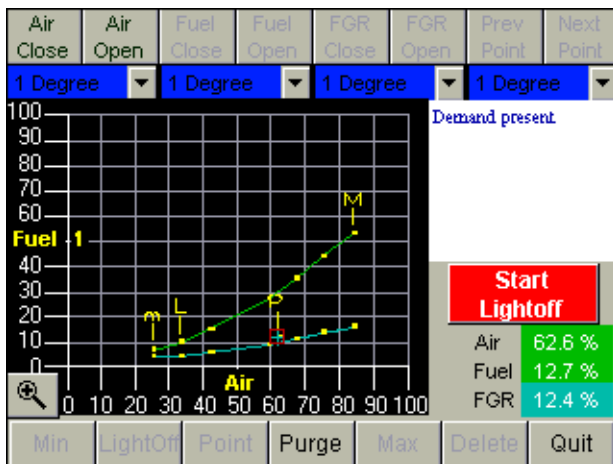 Air Air Fuel Fuel FGR FGR Prev Next
Close Open Close Open Close Open Point Point
1 Degree 1 Degree 1 Degree 1 Degree
Demand present
100
90
80
70
60
Fuel -1
40
30
20
10
0
M
m L P
Air
0 10 20 30 40 50 60 70 80 90 100
Start
Lightoff
Air 62.6 %
Fuel 12.7 %
FGR 12.4 %
Min LightOff Point Purge Max Delete Quit